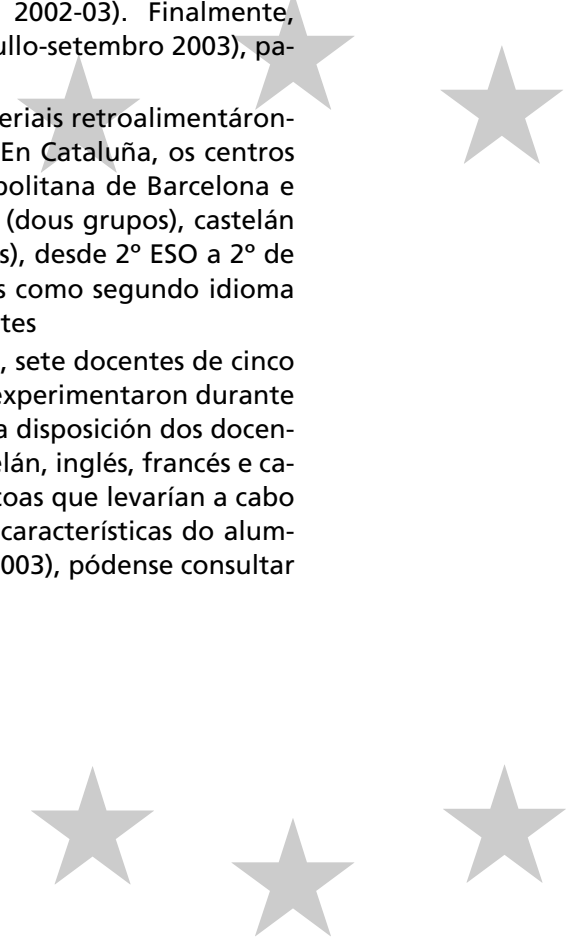 2002-03). Finalmente,
ullo-setembro 2003), pa-
eriais retroalimentáron-
En Cataluña, os centros
politana de Barcelona e
(dous grupos), castelán
s), desde 2º ESO a 2º de
s como segundo idioma
tes
, sete docentes de cinco
experimentaron durante
a disposición dos docen-
elán, inglés, francés e ca-
toas que levarían a cabo
características do alum-
003), pódense consultar